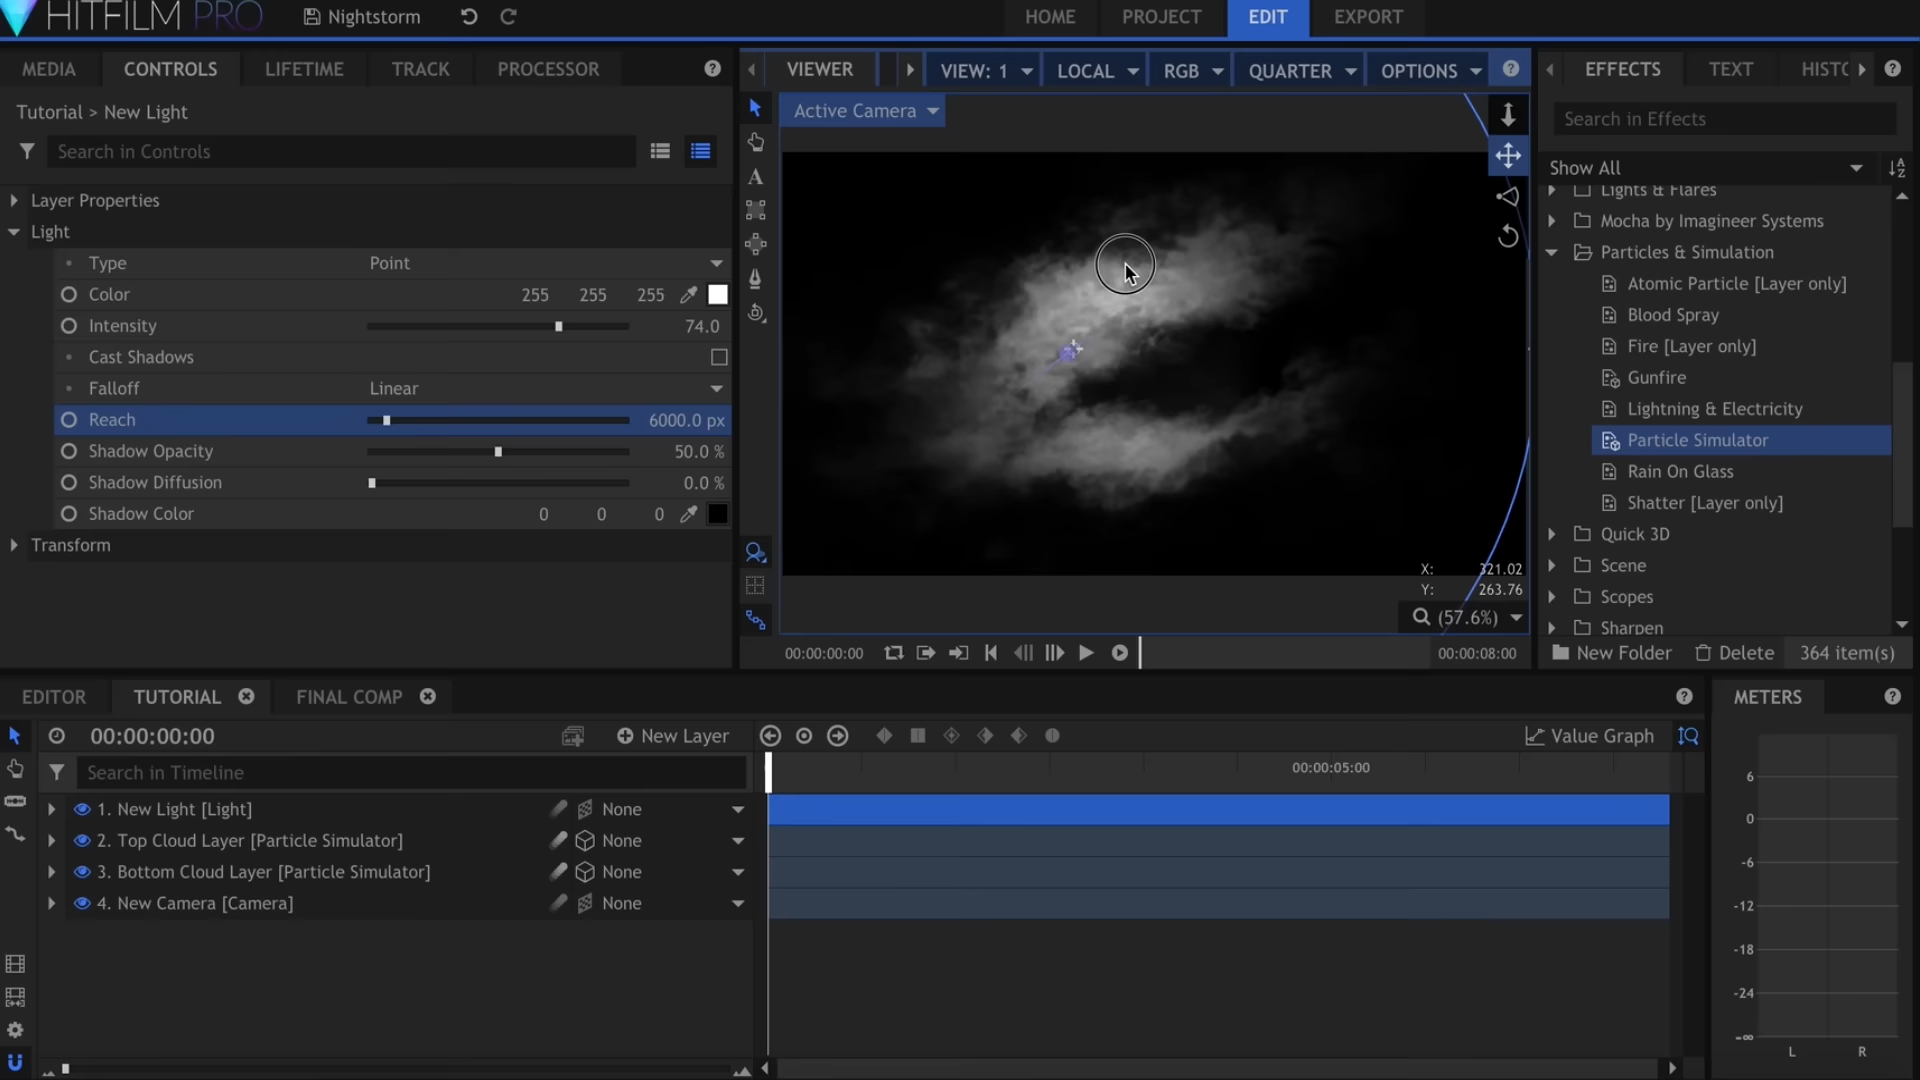 HITFILM PRO
Nightstorm
HOME
PROJECT
EDIT
EXPORT
MEDIA
CONTROLS
LIFETIME
TRACK
PROCESSOR
Tutorial > New Light
Search in Controls
Layer Properties
Light
Type Point
Color 255 255 255
Intensity 74.0
Cast Shadows
Falloff Linear
Reach 6000.0 px
Shadow Opacity 50.0 %
Shadow Diffusion 0.0 %
Shadow Color 0 0 0
Transform
VIEWER
VIEW: 1
LOCAL
RGB
QUARTER
OPTIONS
Active Camera
X: 321.02
Y: 263.76
(57.6%)
00:00:00:00
00:00:08:00
EFFECTS
TEXT
HISTO
Search in Effects
Show All
Lights & Flares
Mocha by Imagineer Systems
Particles & Simulation
Atomic Particle [Layer only]
Blood Spray
Fire [Layer only]
Gunfire
Lightning & Electricity
Particle Simulator
Rain On Glass
Shatter [Layer only]
Quick 3D
Scene
Scopes
Sharpen
New Folder
Delete
364 item(s)
EDITOR
TUTORIAL
FINAL COMP
00:00:00:00
New Layer
Value Graph
Search in Timeline
00:00:05:00
1. New Light [Light] None
2. Top Cloud Layer [Particle Simulator] None
3. Bottom Cloud Layer [Particle Simulator] None
4. New Camera [Camera] None
METERS
6
0
-6
-12
-18
-24
-∞
L R